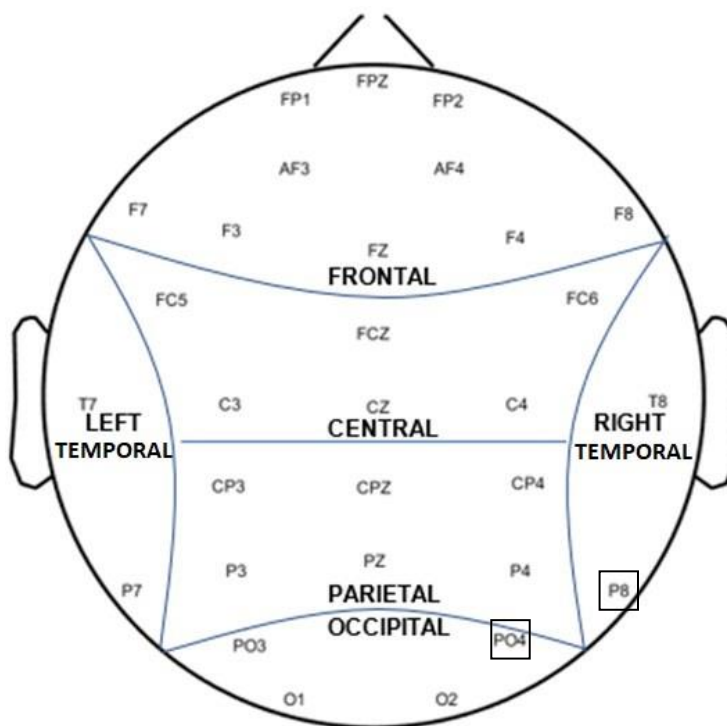 FPZ
FP1 FP2
AF3 AF4
F7 F8
F3 F4
FZ
FRONTAL
FC5 FC6
FCZ
T7 C3 CZ C4 T8
LEFT CENTRAL RIGHT
TEMPORAL TEMPORAL
CP3 CPZ CP4
P3 PZ P4
P7 PARIETAL P8
OCCIPITAL
PO3 PO4
O1 O2